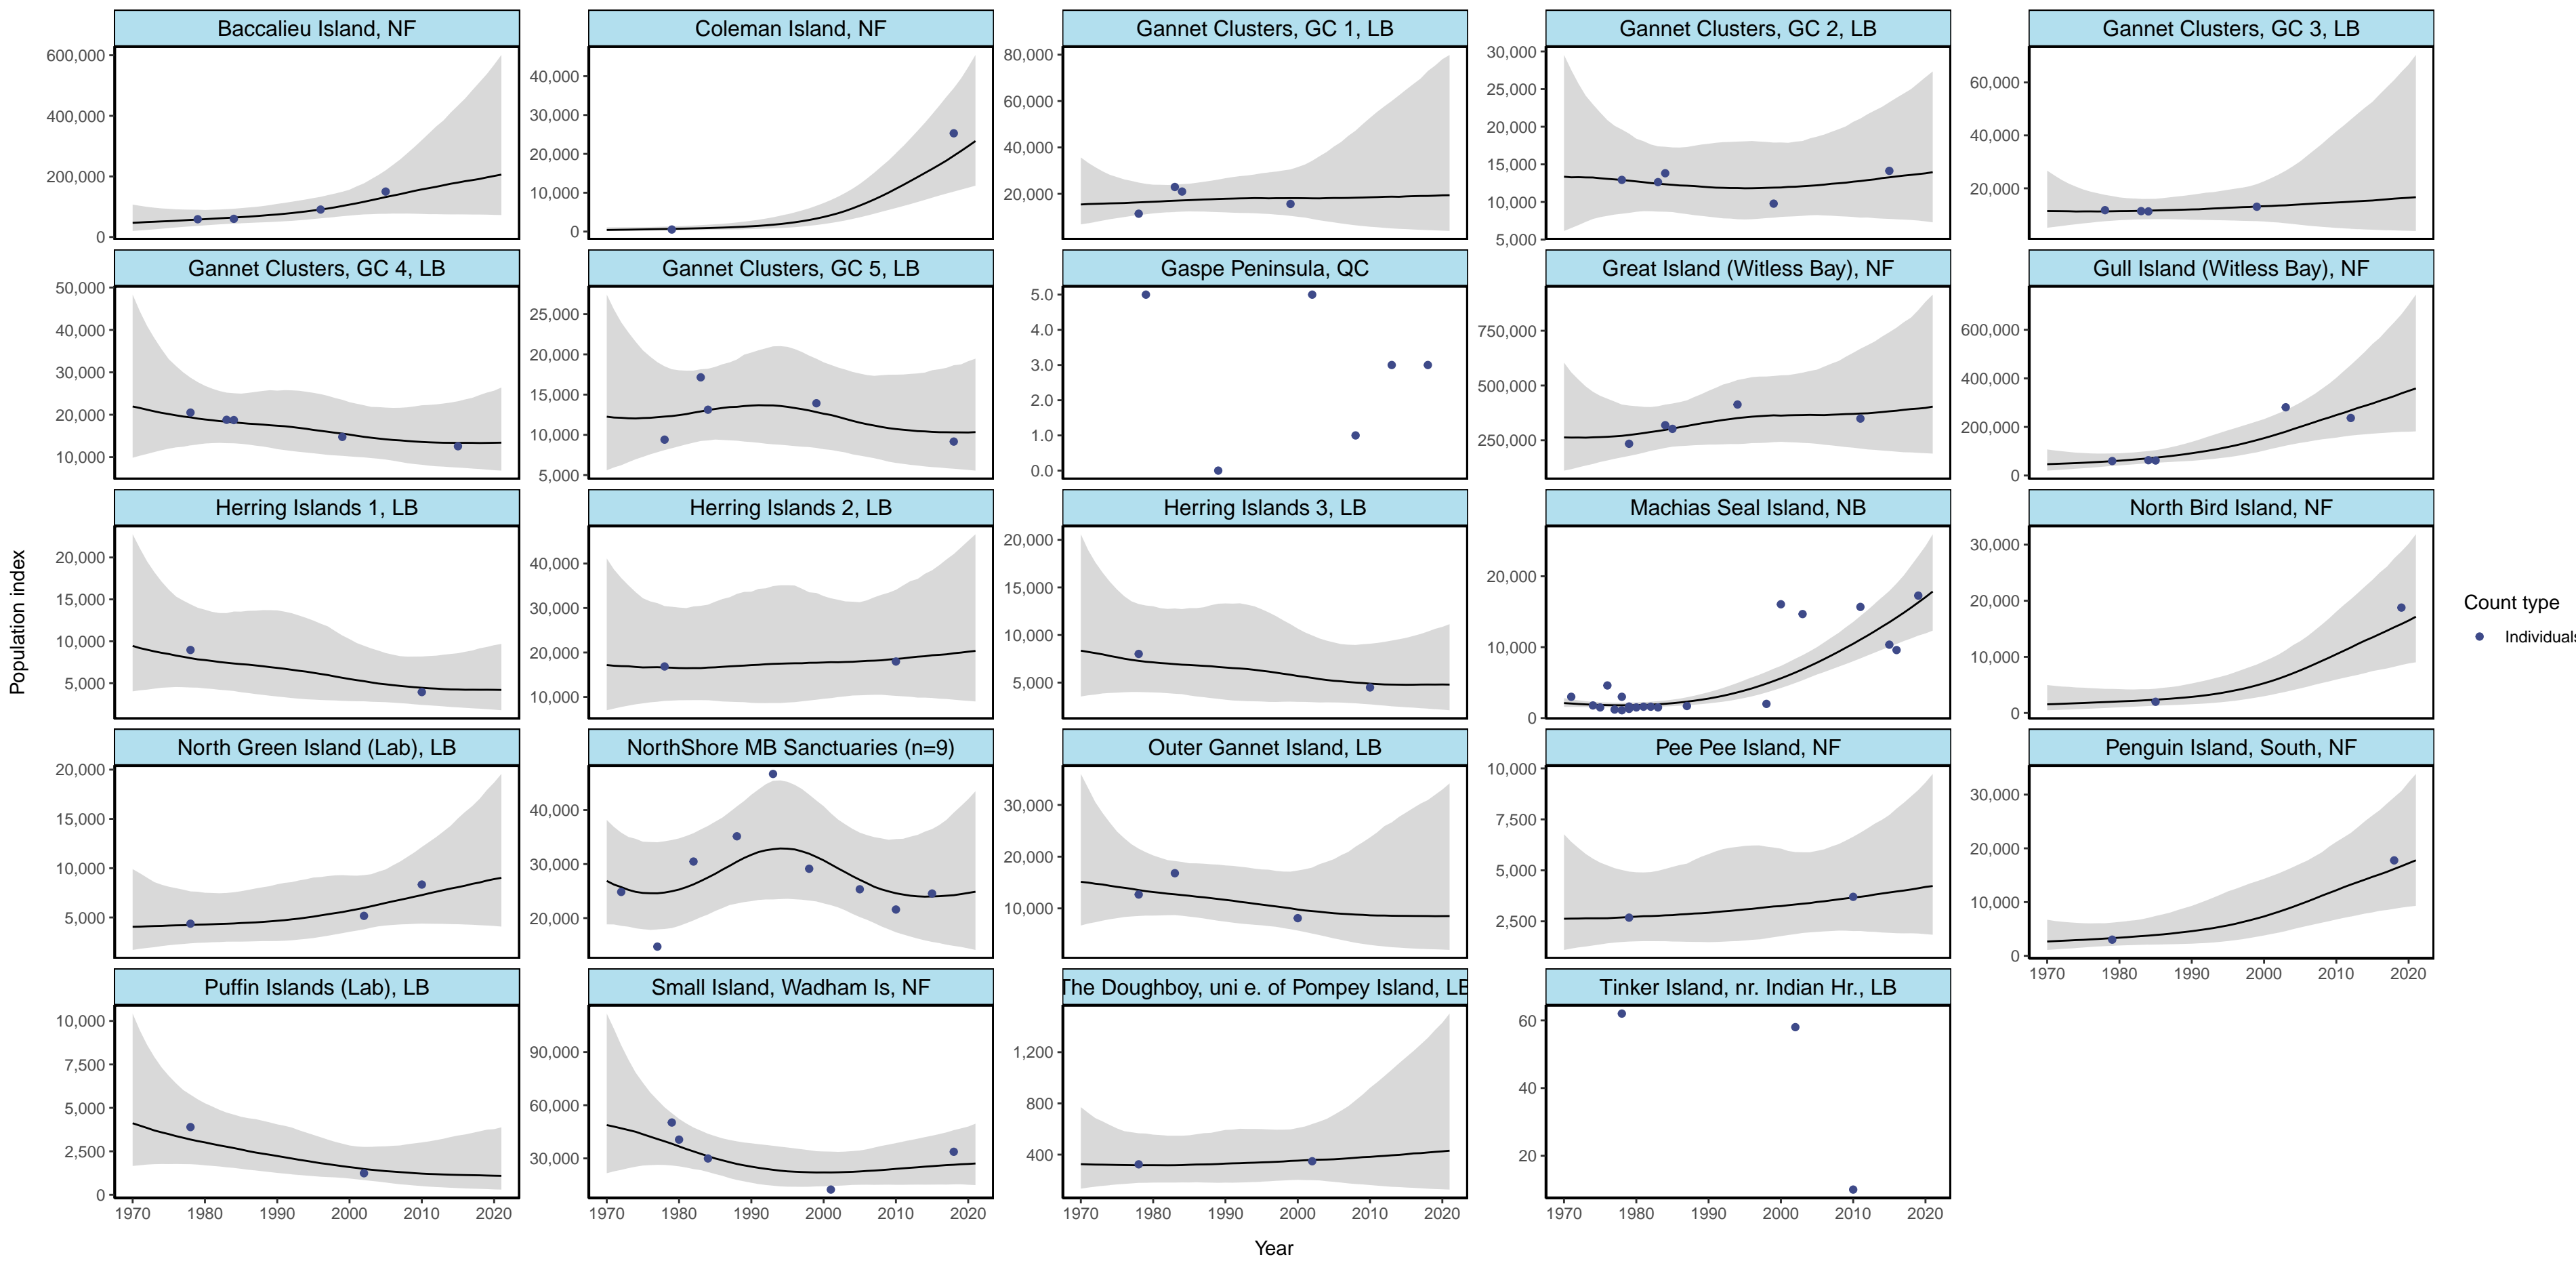 Baccalieu Island, NF
Coleman Island, NF
Gannet Clusters, GC 1, LB
Gannet Clusters, GC 2, LB
Gannet Clusters, GC 3, LB
600,000
400,000
200,000
0
40,000
30,000
20,000
10,000
0
80,000
60,000
40,000
20,000
30,000
25,000
20,000
15,000
10,000
5,000
60,000
40,000
20,000
Gannet Clusters, GC 4, LB
Gannet Clusters, GC 5, LB
Gaspe Peninsula, QC
Great Island (Witless Bay), NF
Gull Island (Witless Bay), NF
50,000
40,000
30,000
20,000
10,000
25,000
20,000
15,000
10,000
5,000
5.0
4.0
3.0
2.0
1.0
0.0
750,000
500,000
250,000
600,000
400,000
200,000
0
Herring Islands 1, LB
Herring Islands 2, LB
Herring Islands 3, LB
Machias Seal Island, NB
North Bird Island, NF
20,000
15,000
10,000
5,000
40,000
30,000
20,000
10,000
20,000
15,000
10,000
5,000
20,000
10,000
0
30,000
20,000
10,000
0
North Green Island (Lab), LB
NorthShore MB Sanctuaries (n=9)
Outer Gannet Island, LB
Pee Pee Island, NF
Penguin Island, South, NF
20,000
15,000
10,000
5,000
40,000
30,000
20,000
30,000
20,000
10,000
10,000
7,500
5,000
2,500
30,000
20,000
10,000
0
1970 1980 1990 2000 2010 2020
Puffin Islands (Lab), LB
Small Island, Wadham Is, NF
The Doughboy, uni e. of Pompey Island, LB
Tinker Island, nr. Indian Hr., LB
10,000
7,500
5,000
2,500
0
90,000
60,000
30,000
1,200
800
400
60
40
20
1970 1980 1990 2000 2010 2020
1970 1980 1990 2000 2010 2020
1970 1980 1990 2000 2010 2020
1970 1980 1990 2000 2010 2020
Year
Population index
Count type
Individuals